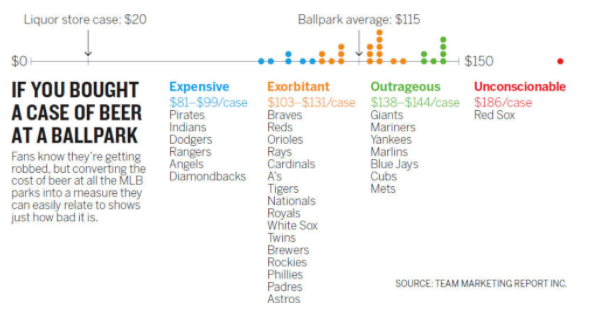 Liquor store case: $20
Ballpark average: $115
$0
$150
IF YOU BOUGHT
A CASE OF BEER
AT A BALLPARK
Fans know they're getting
robbed, but converting the
cost of beer at all the MLB
parks into a measure they
can easily relate to shows
just how bad it is.
Expensive
$81–$99/case
Pirates
Indians
Dodgers
Rangers
Angels
Diamondbacks
Exorbitant
$103–$131/case
Braves
Reds
Orioles
Rays
Cardinals
A's
Tigers
Nationals
Royals
White Sox
Twins
Brewers
Rockies
Phillies
Padres
Astros
Outrageous
$138–$144/case
Giants
Mariners
Yankees
Marlins
Blue Jays
Cubs
Mets
Unconscionable
$186/case
Red Sox
SOURCE: TEAM MARKETING REPORT INC.